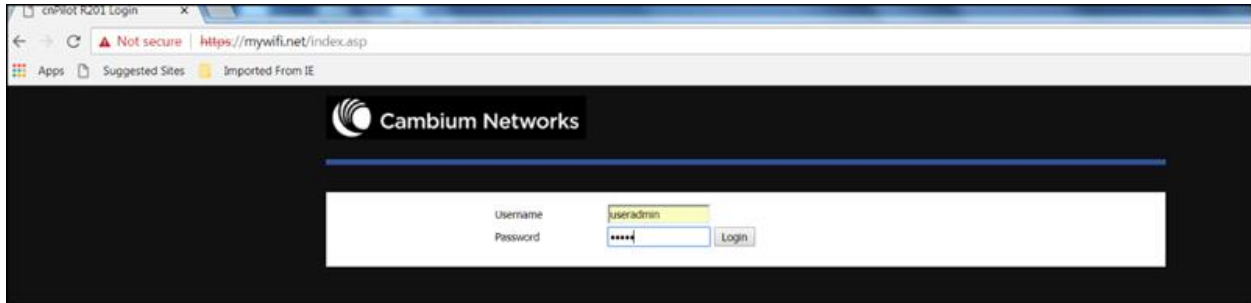 cnPilot R201 Login x
Not secure | https://mywifi.net/index.asp
Apps Suggested Sites Imported From IE
Cambium Networks
Username useradmin
Password ••••• Login